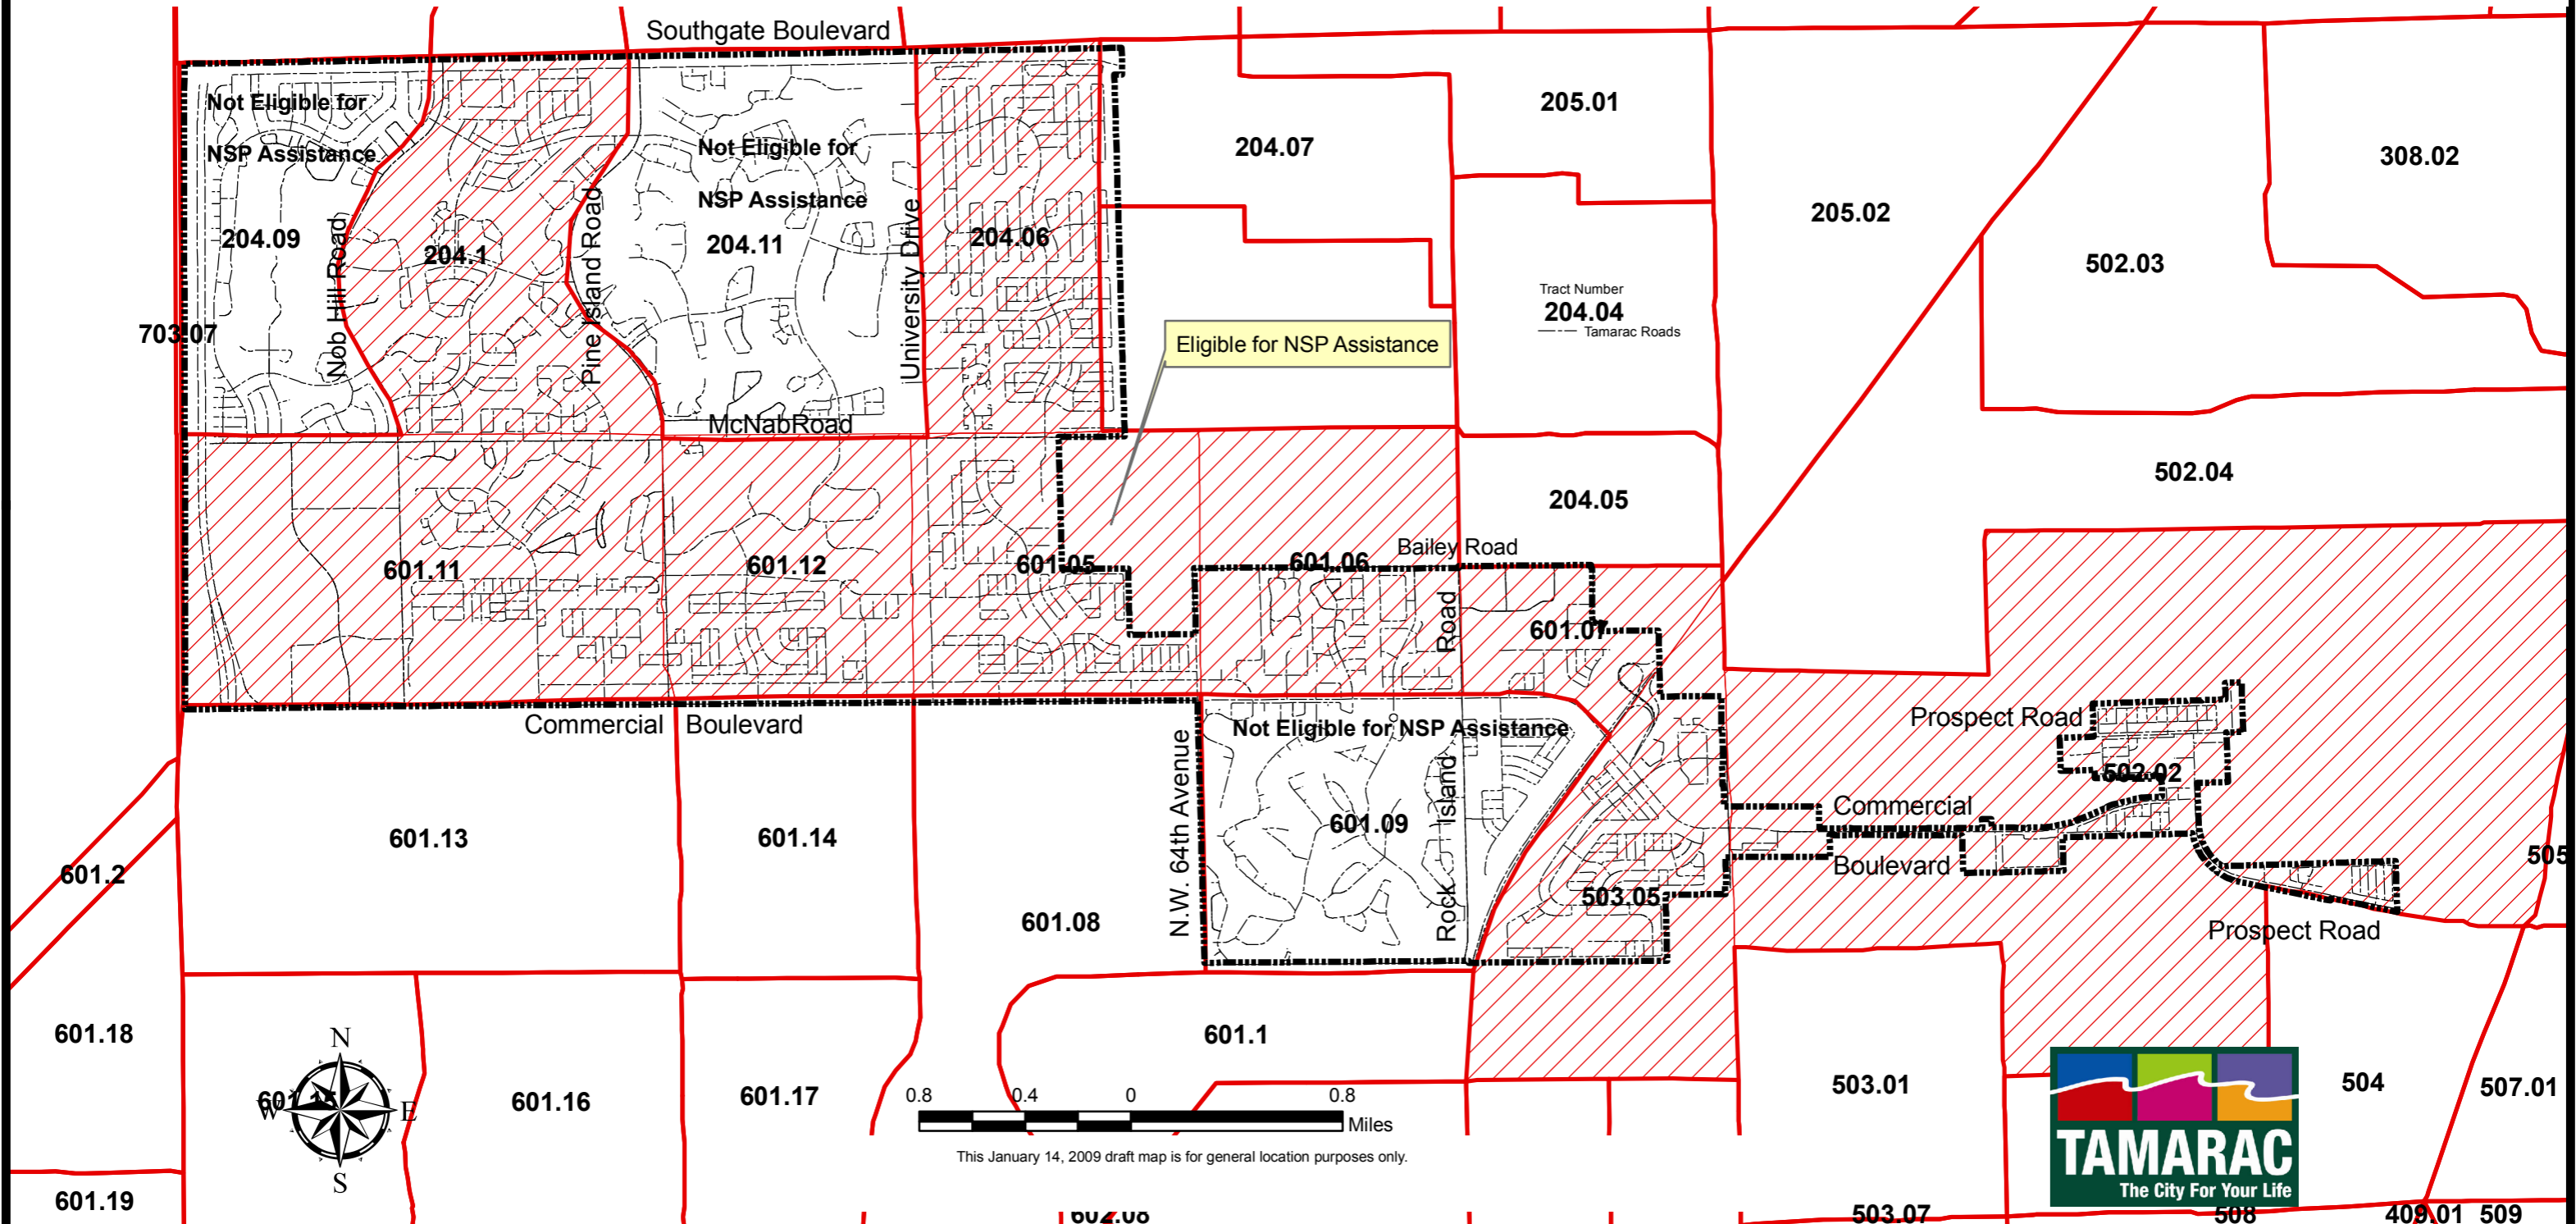 Southgate Boulevard
Not Eligible for
NSP Assistance
204.09
Nob Hill Road
204.1
Pine Island Road
Not Eligible for
NSP Assistance
204.11
University Drive
204.06
204.07
205.01
205.02
308.02
502.03
Tract Number
204.04
Tamarac Roads
703.07
Eligible for NSP Assistance
McNabRoad
502.04
204.05
Bailey Road
601.11
601.12
601.05
601.06
Road
601.07
Commercial Boulevard
Not Eligible for NSP Assistance
Prospect Road
502.02
Commercial
Boulevard
N.W. 64th Avenue
601.09
Rock Island
503.05
505
Prospect Road
601.13
601.14
601.2
601.08
601.18
601.1
N
W
E
S
601.15
601.16
601.17
0.8 0.4 0 0.8
Miles
This January 14, 2009 draft map is for general location purposes only.
503.01
504
507.01
TAMARAC
The City For Your Life
601.19
602.08
503.07
508
409.01
509